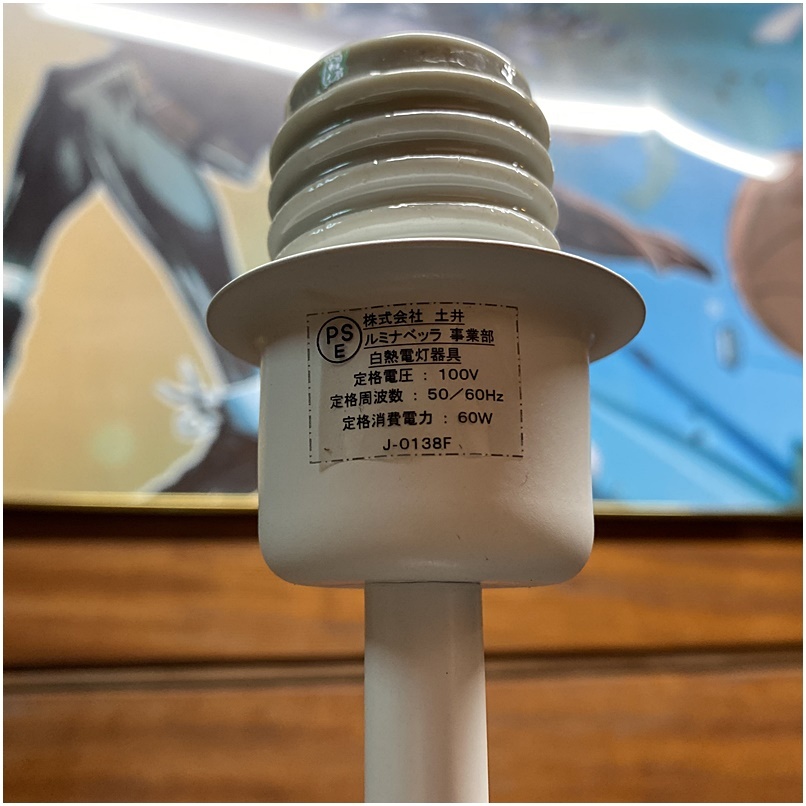 PS
E
株式会社 土井
ルミナベッラ 事業部
白熱電灯器具
定格電圧 : 100V
定格周波数 : 50/60Hz
定格消費電力 : 60W
J-0138F